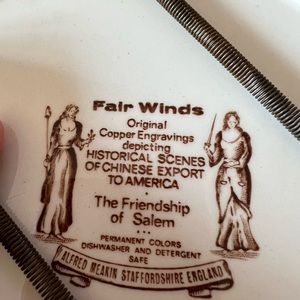 Fair Winds
Original
Copper Engravings
depicting
HISTORICAL SCENES
OF CHINESE EXPORT
TO AMERICA
The Friendship
of Salem
...
PERMANENT COLORS
DISHWASHER AND DETERGENT
SAFE
ALFRED MEAKIN STAFFORDSHIRE ENGLAND